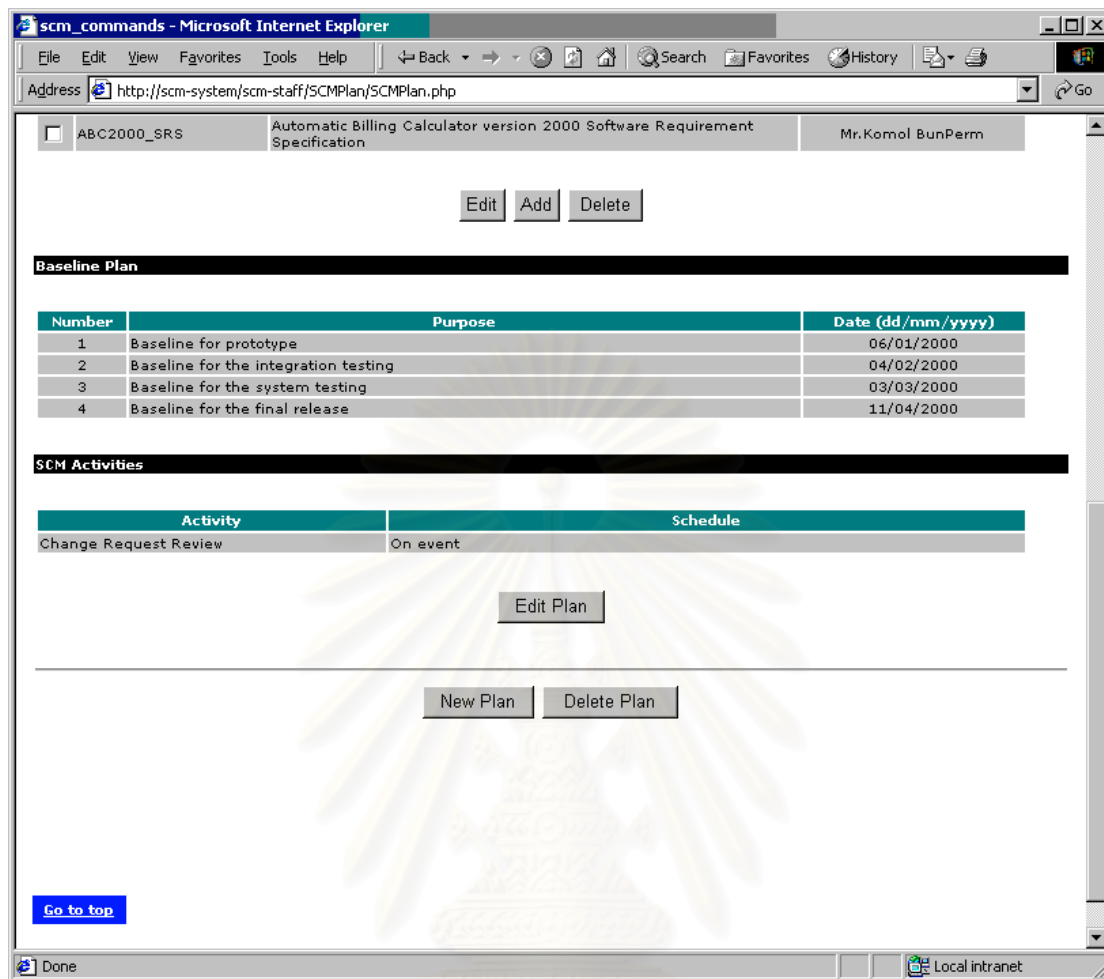 scm_commands - Microsoft Internet Explorer
File Edit View Favorites Tools Help Back Search Favorites History
Address http://scm-system/scm-staff/SCMPlan/SCMPlan.php Go
ABC2000_SRS Automatic Billing Calculator version 2000 Software Requirement Mr.Komol BunPerm
Specification
Edit Add Delete
Baseline Plan
Number Purpose Date (dd/mm/yyyy)
1 Baseline for prototype 06/01/2000
2 Baseline for the integration testing 04/02/2000
3 Baseline for the system testing 03/03/2000
4 Baseline for the final release 11/04/2000
SCM Activities
Activity Schedule
Change Request Review On event
Edit Plan
New Plan Delete Plan
Go to top
Done Local intranet